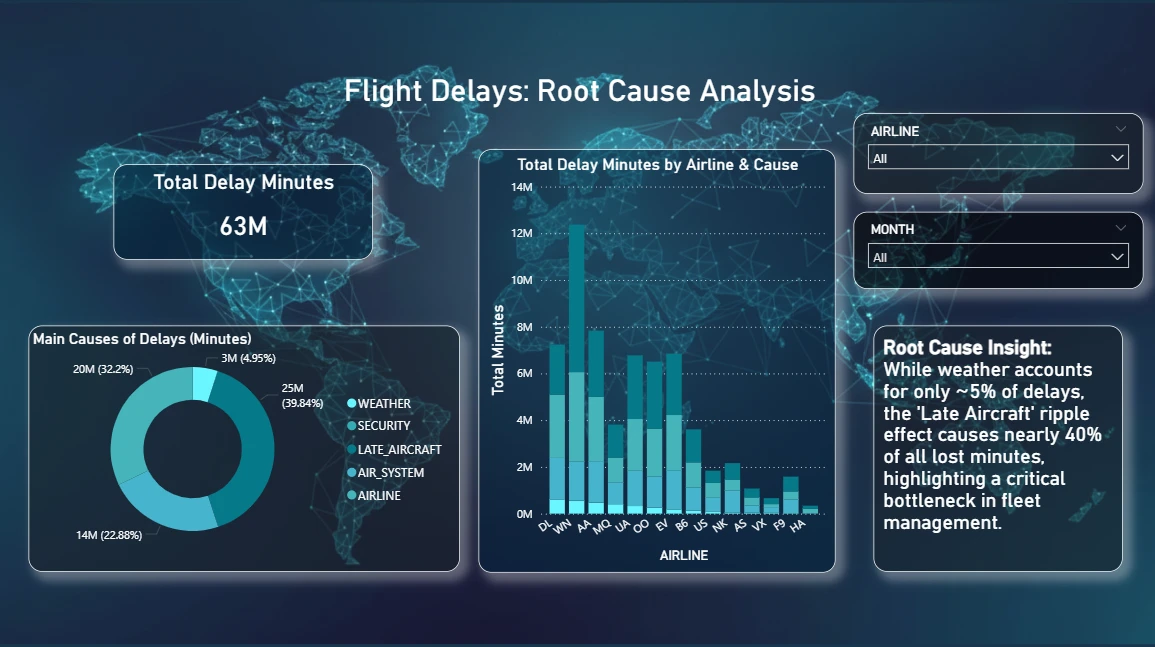 Flight Delays: Root Cause Analysis
Total Delay Minutes
63M
Main Causes of Delays (Minutes)
3M (4.95%)
20M (32.2%)
25M
(39.84%)
14M (22.88%)
WEATHER
SECURITY
LATE_AIRCRAFT
AIR_SYSTEM
AIRLINE
Total Delay Minutes by Airline & Cause
Total Minutes
14M
12M
10M
8M
6M
4M
2M
0M
DL
WN
AA
MQ
UA
OO
EV
B6
US
NK
AS
VX
F9
HA
AIRLINE
AIRLINE
All
MONTH
All
Root Cause Insight:
While weather accounts
for only ~5% of delays,
the 'Late Aircraft' ripple
effect causes nearly 40%
of all lost minutes,
highlighting a critical
bottleneck in fleet
management.